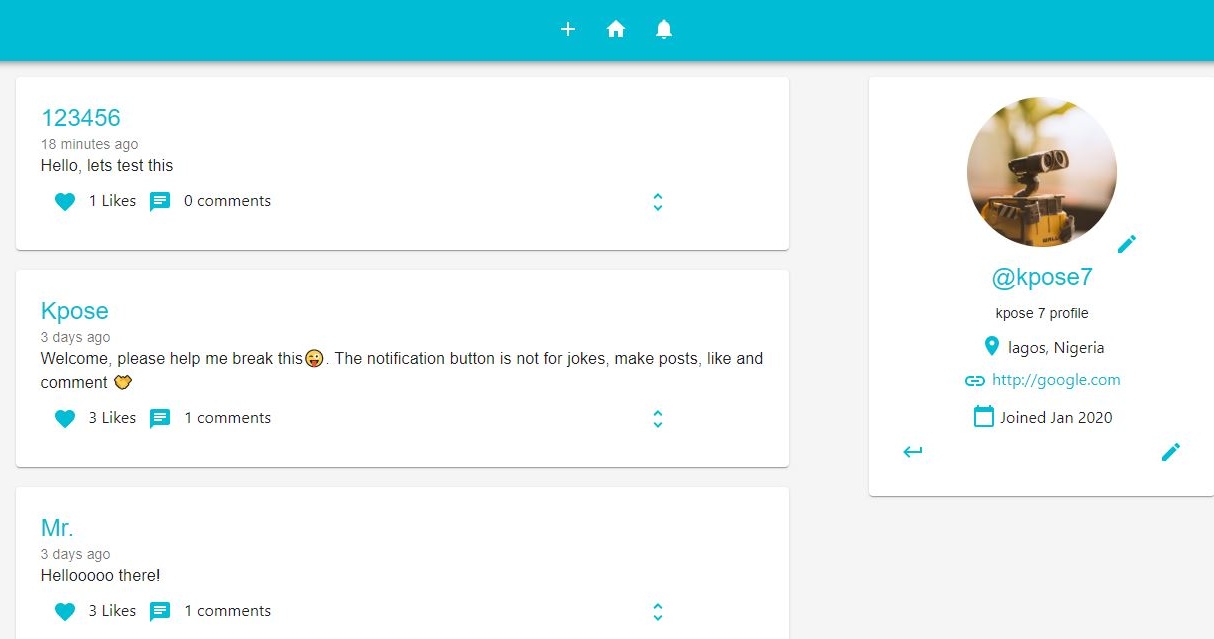 123456
18 minutes ago
Hello, lets test this
1 Likes 0 comments
Kpose
3 days ago
Welcome, please help me break this😜. The notification button is not for jokes, make posts, like and
comment 🤝
3 Likes 1 comments
Mr.
3 days ago
Hellooooo there!
3 Likes 1 comments
@kpose7
kpose 7 profile
lagos, Nigeria
http://google.com
Joined Jan 2020